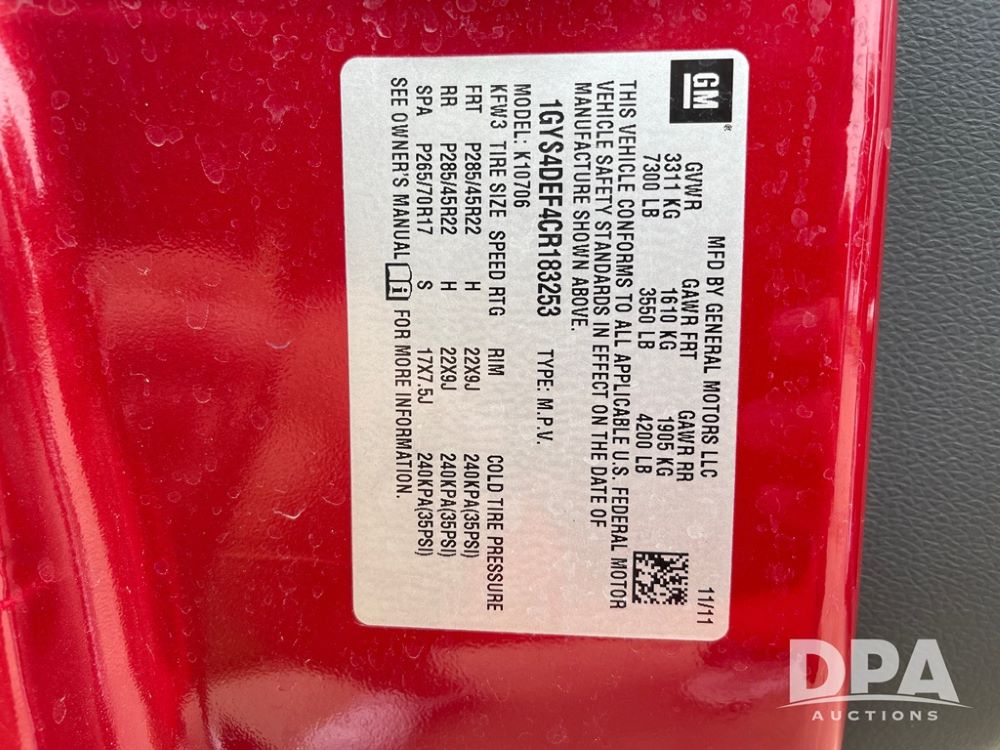 GM
®
MFD BY GENERAL MOTORS LLC 11/11
GVWR GAWR FRT GAWR RR
3311 KG 1610 KG 1905 KG
7300 LB 3550 LB 4200 LB
THIS VEHICLE CONFORMS TO ALL APPLICABLE U.S. FEDERAL MOTOR
VEHICLE SAFETY STANDARDS IN EFFECT ON THE DATE OF
MANUFACTURE SHOWN ABOVE.
1GYS4DEF4CR183253 TYPE: M.P.V.
MODEL: K10706
KFW3 TIRE SIZE SPEED RTG RIM COLD TIRE PRESSURE
FRT P285/45R22 H 22X9J 240KPA(35PSI)
RR P285/45R22 H 22X9J 240KPA(35PSI)
SPA P265/70R17 S 17X7.5J 240KPA(35PSI)
SEE OWNER'S MANUAL i FOR MORE INFORMATION.
DPA
AUCTIONS